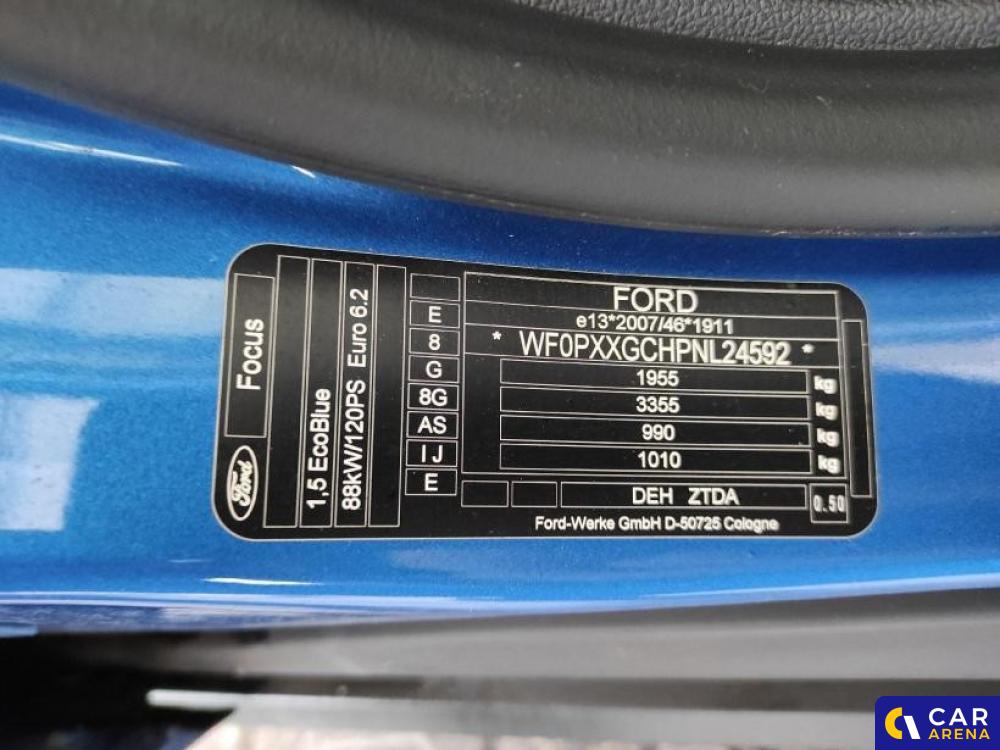 FORD
e13*2007/46*1911
* WF0PXXGCHPNL24592 *
1955 kg
3355 kg
990 kg
1010 kg
DEH ZTDA
0.50
Ford-Werke GmbH D-50725 Cologne
E
8
G
8G
AS
I J
E
Focus
Ford
1,5 EcoBlue
88kW/120PS Euro 6.2
CAR
ARENA